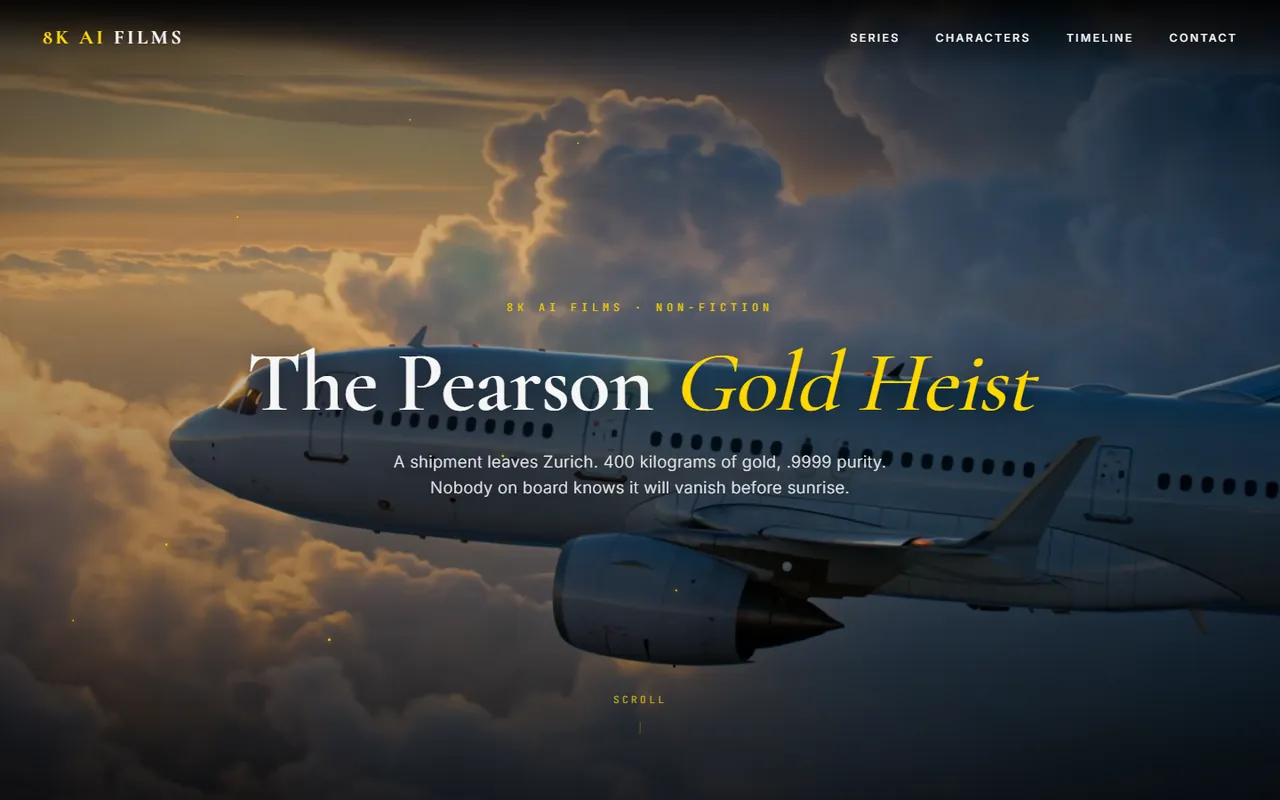 8K AI FILMS
SERIES CHARACTERS TIMELINE CONTACT
8K AI FILMS · NON-FICTION
The Pearson Gold Heist
A shipment leaves Zurich. 400 kilograms of gold, .9999 purity.
Nobody on board knows it will vanish before sunrise.
SCROLL